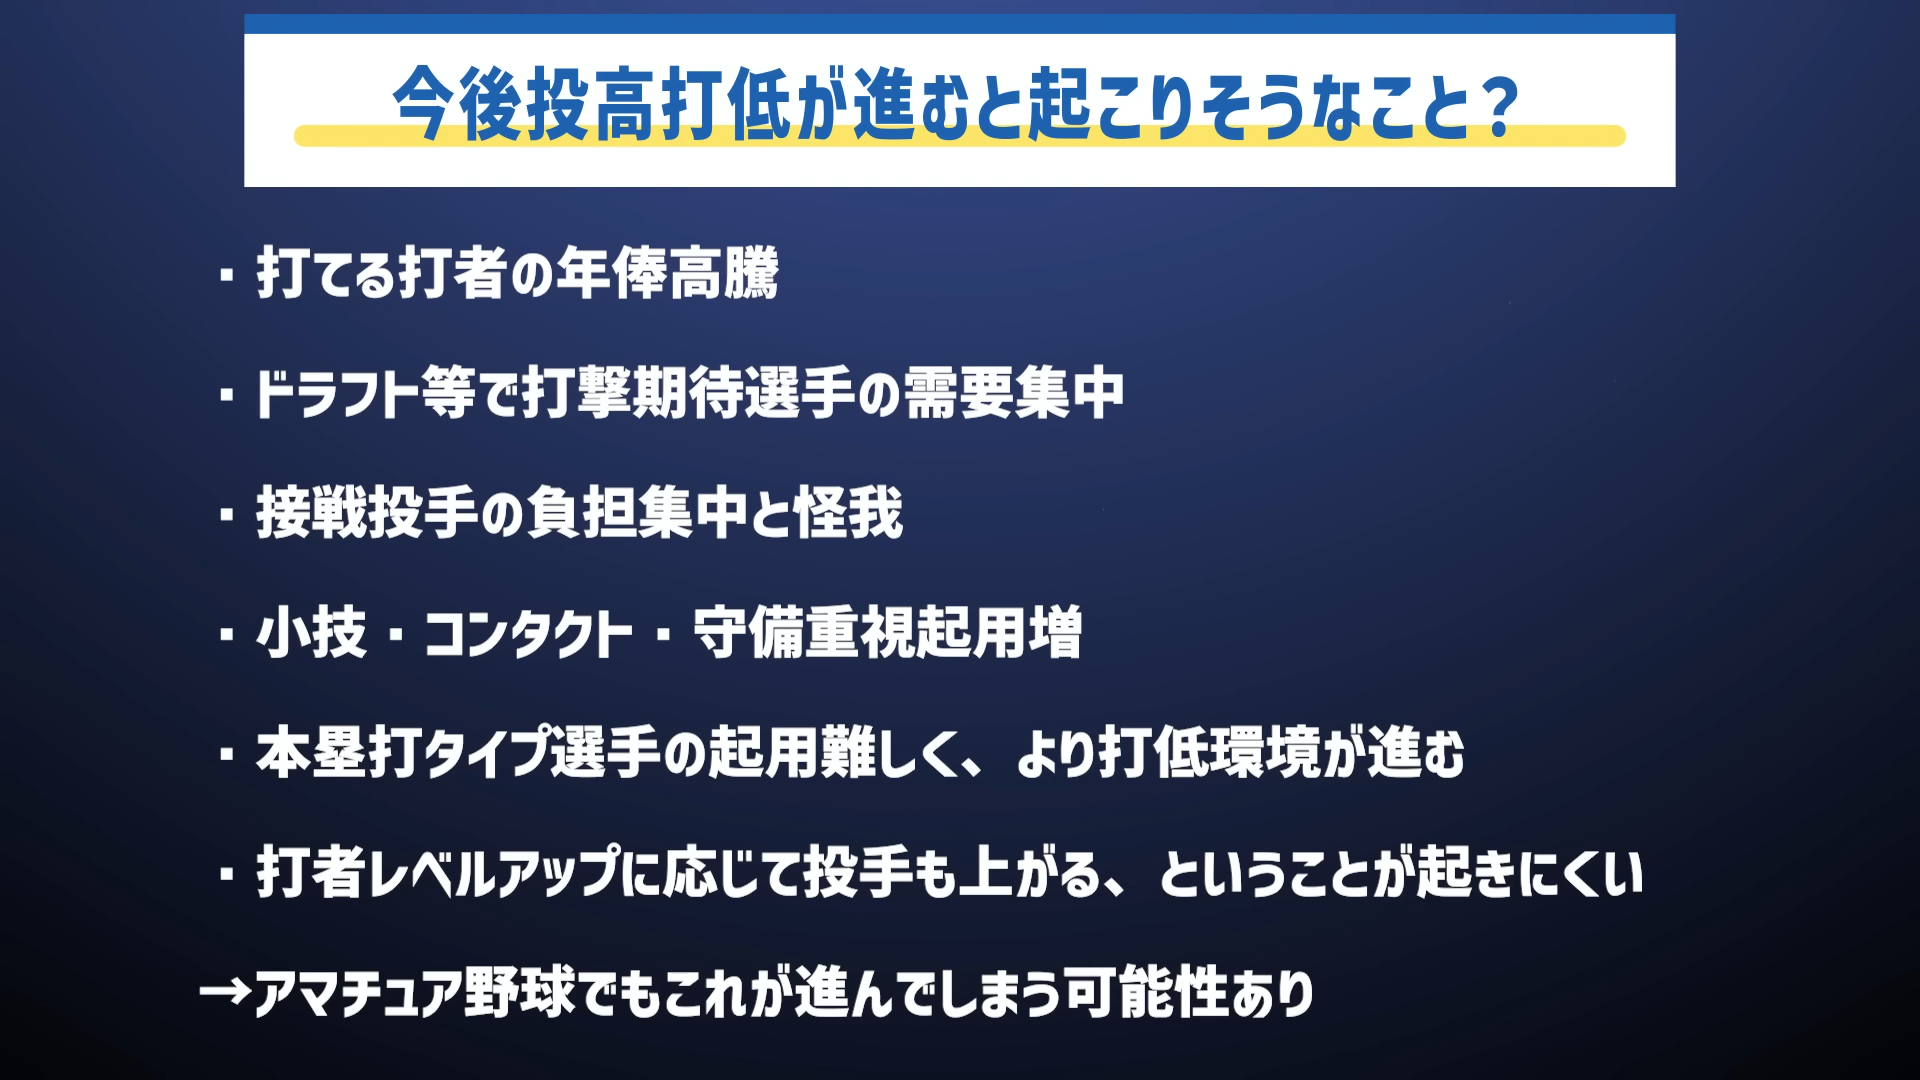 今後投高打低が進むと起こりそうなこと？
・打てる打者の年俸高騰
・ドラフト等で打撃期待選手の需要集中
・接戦投手の負担集中と怪我
・小技・コンタクト・守備重視起用増
・本塁打タイプ選手の起用難しく、より打低環境が進む
・打者レベルアップに応じて投手も上がる、ということが起きにくい
→アマチュア野球でもこれが進んでしまう可能性あり